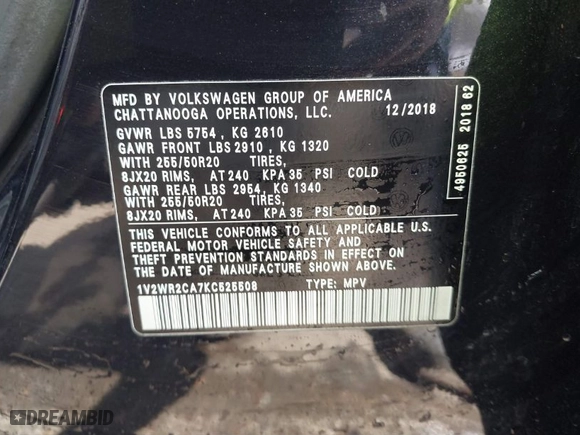 MFD BY VOLKSWAGEN GROUP OF AMERICA
CHATTANOOGA OPERATIONS, LLC. 12/2018
GVWR LBS 5754 , KG 2610
GAWR FRONT LBS 2910 , KG 1320
WITH 255/50R20 TIRES,
8JX20 RIMS, AT 240 KPA 35 PSI COLD
GAWR REAR LBS 2954, KG 1340
WITH 255/50R20 TIRES,
8JX20 RIMS, AT 240 KPA 35 PSI COLD
THIS VEHICLE CONFORMS TO ALL APPLICABLE U.S.
FEDERAL MOTOR VEHICLE SAFETY AND
THEFT PREVENTION STANDARDS IN EFFECT ON THE
DATE OF MANUFACTURE SHOWN ABOVE.
1V2WR2CA7KC525508 TYPE: MPV
4950625 2018 62
DREAMBID